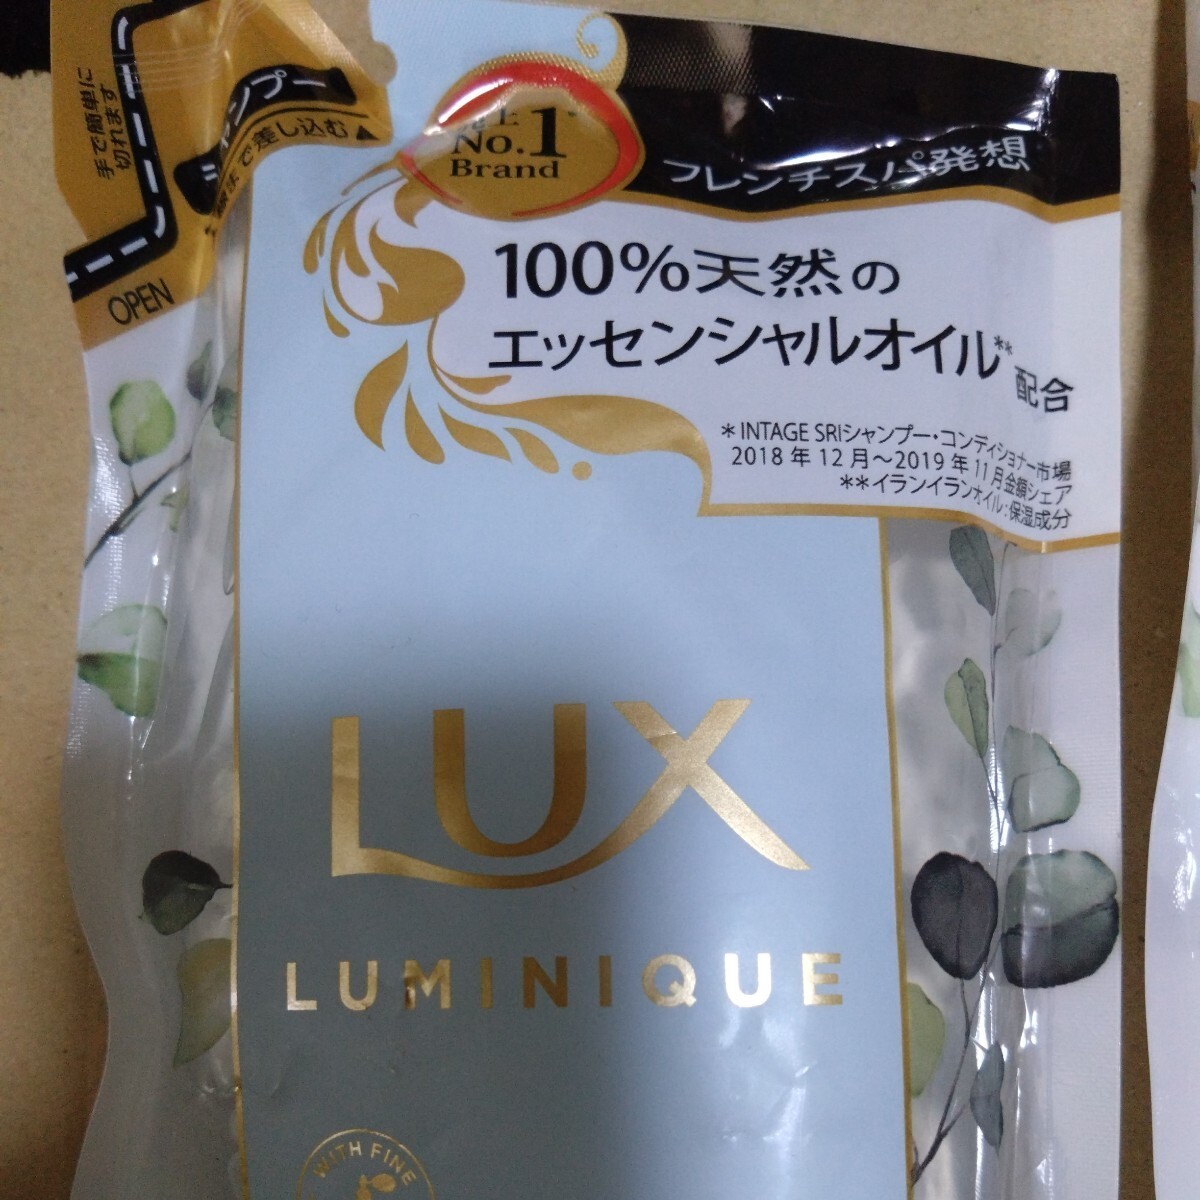 手で簡単に
切れます
シャンプー
まで差し込む▲
OPEN
売上
No.1*
Brand
フレンチスパ発想
100%天然の
エッセンシャルオイル**配合
*INTAGE SRIシャンプー・コンディショナー市場
2018年12月〜2019年11月金額シェア
**イランイランオイル:保湿成分
LUX
LUMINIQUE
WITH FINE